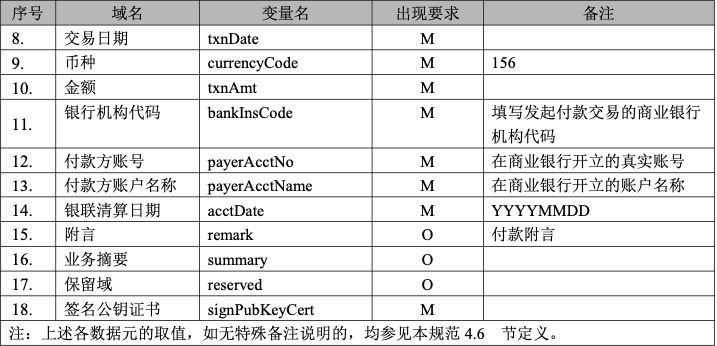 序号 域名 变量名 出现要求 备注
8. 交易日期 txnDate M
9. 币种 currencyCode M 156
10. 金额 txnAmt M
11. 银行机构代码 bankInsCode M 填写发起付款交易的商业银行
机构代码
12. 付款方账号 payerAcctNo M 在商业银行开立的真实账号
13. 付款方账户名称 payerAcctName M 在商业银行开立的账户名称
14. 银联清算日期 acctDate M YYYYMMDD
15. 附言 remark O 付款附言
16. 业务摘要 summary O
17. 保留域 reserved O
18. 签名公钥证书 signPubKeyCert M
注：上述各数据元的取值，如无特殊备注说明的，均参见本规范 4.6 节定义。